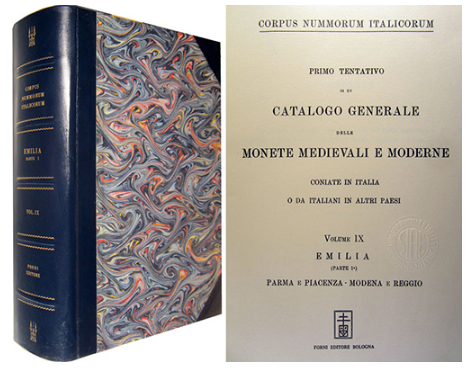 CORPUS
NUMMORUM
ITALICORUM
EMILIA
PARTE I
VOL. IX
FORNI
EDITORE
CORPUS NUMMORUM ITALICORUM
PRIMO TENTATIVO
DI UN
CATALOGO GENERALE
DELLE
MONETE MEDIEVALI E MODERNE
CONIATE IN ITALIA
O DA ITALIANI IN ALTRI PAESI
VOLUME IX
EMILIA
(PARTE 1ª)
PARMA E PIACENZA - MODENA E REGGIO
FORNI EDITORE BOLOGNA